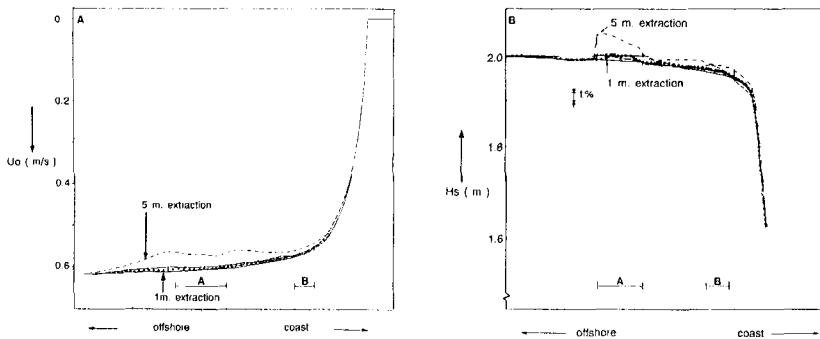 A
0
0.2
Uo ( m/s )
0.4
5 m. extraction
0.6
A
B
1m. extraction
offshore
coast
B
5 m. extraction
2.0
1 m. extraction
1%
1.8
Hs ( m )
1.6
A
B
offshore
coast